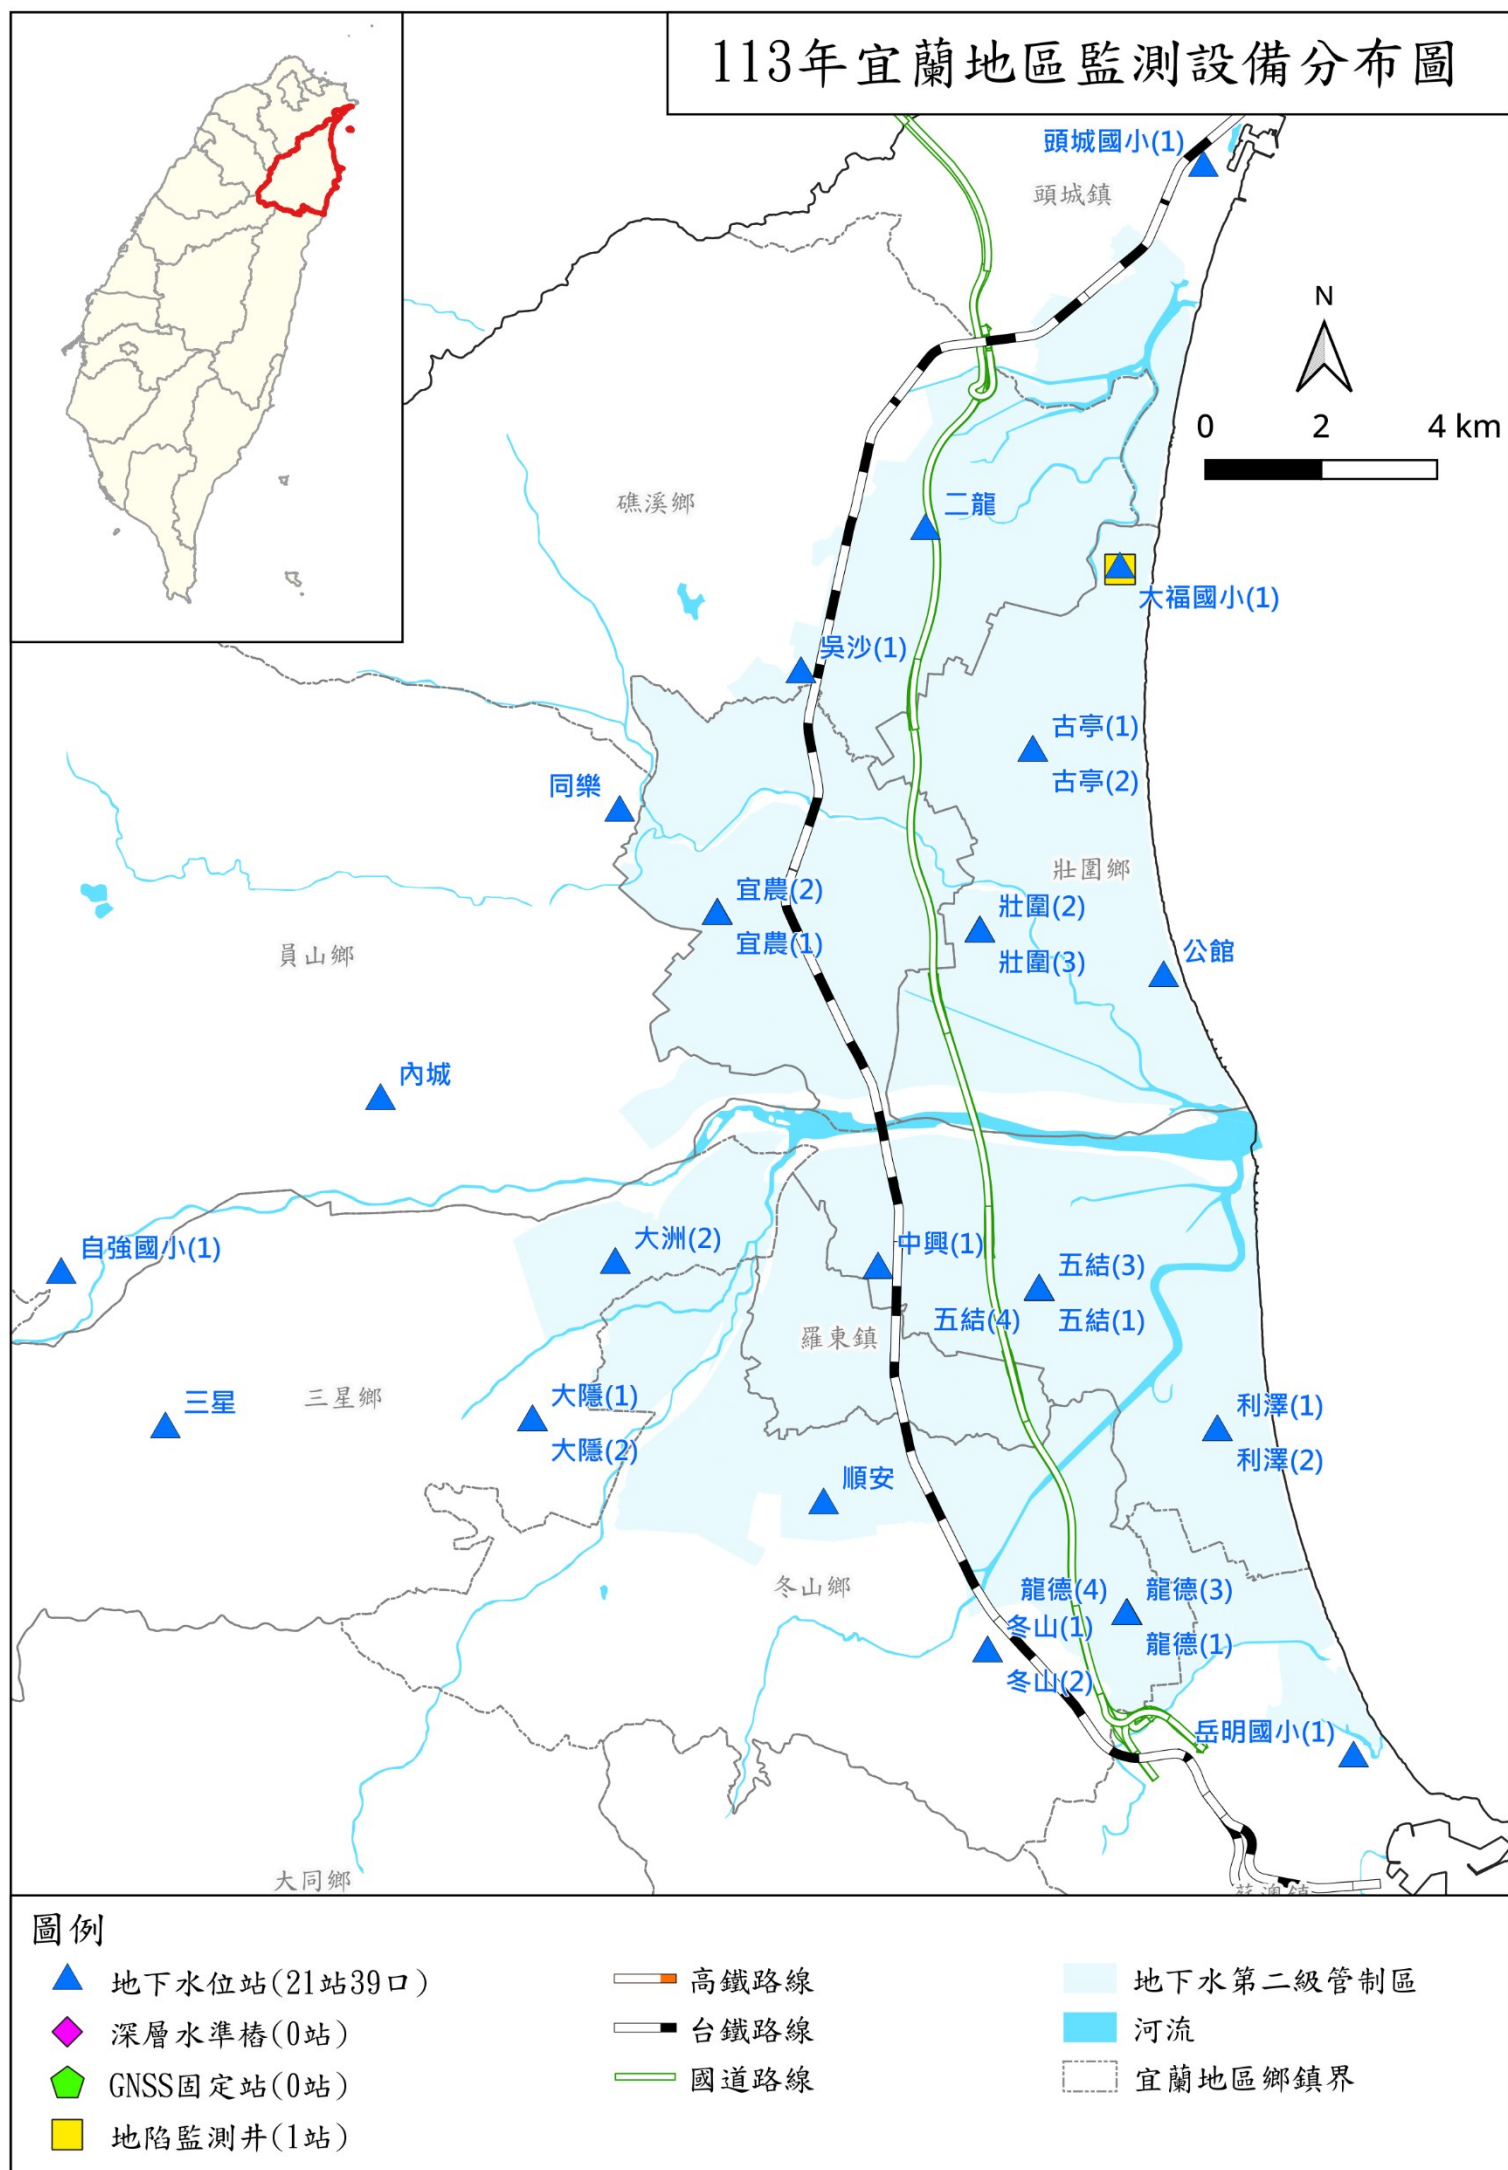 113年宜蘭地區監測設備分布圖
頭城國小(1)
頭城鎮
N
0 2 4 km
礁溪鄉
二龍
大福國小(1)
吳沙(1)
古亭(1)
古亭(2)
同樂
壯圍鄉
宜農(2)
宜農(1)
壯圍(2)
壯圍(3)
公館
員山鄉
內城
自強國小(1)
大洲(2)
中興(1)
五結(3)
五結(4)
五結(1)
羅東鎮
三星
三星鄉
大隱(1)
大隱(2)
利澤(1)
利澤(2)
順安
冬山鄉
龍德(4)
龍德(3)
冬山(1)
龍德(1)
冬山(2)
岳明國小(1)
大同鄉
蘇澳鎮
圖例
地下水位站(21站39口)
深層水準樁(0站)
GNSS固定站(0站)
地陷監測井(1站)
高鐵路線
台鐵路線
國道路線
地下水第二級管制區
河流
宜蘭地區鄉鎮界